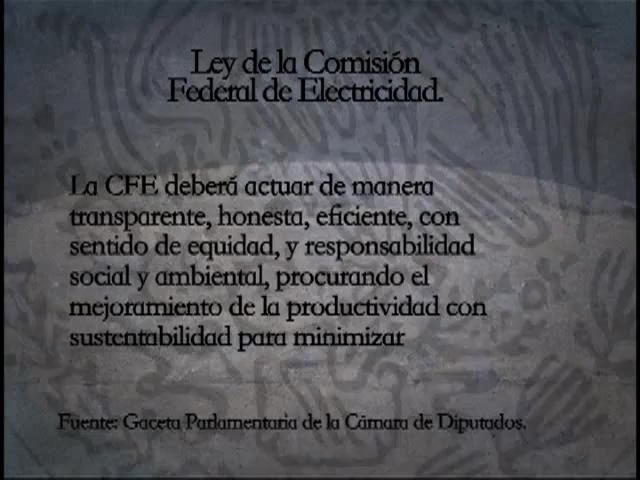 Ley de la Comisión
Federal de Electricidad.
La CFE deberá actuar de manera
transparente, honesta, eficiente, con
sentido de equidad, y responsabilidad
social y ambiental, procurando el
mejoramiento de la productividad con
sustentabilidad para minimizar
Fuente: Gaceta Parlamentaria de la Cámara de Diputados.